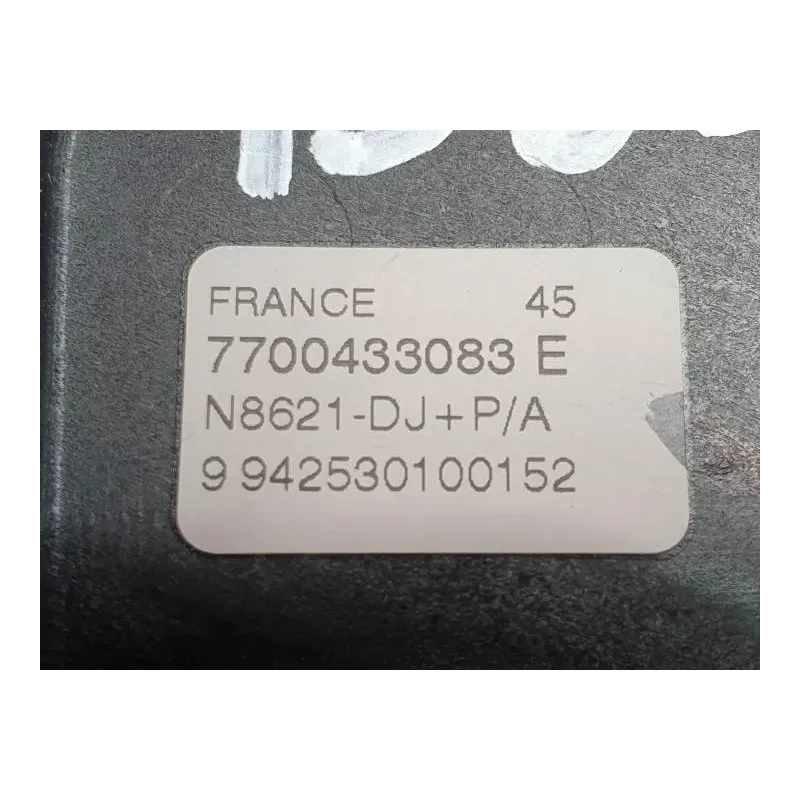 FRANCE 45
7700433083 E
N8621-DJ+P/A
9 942530100152